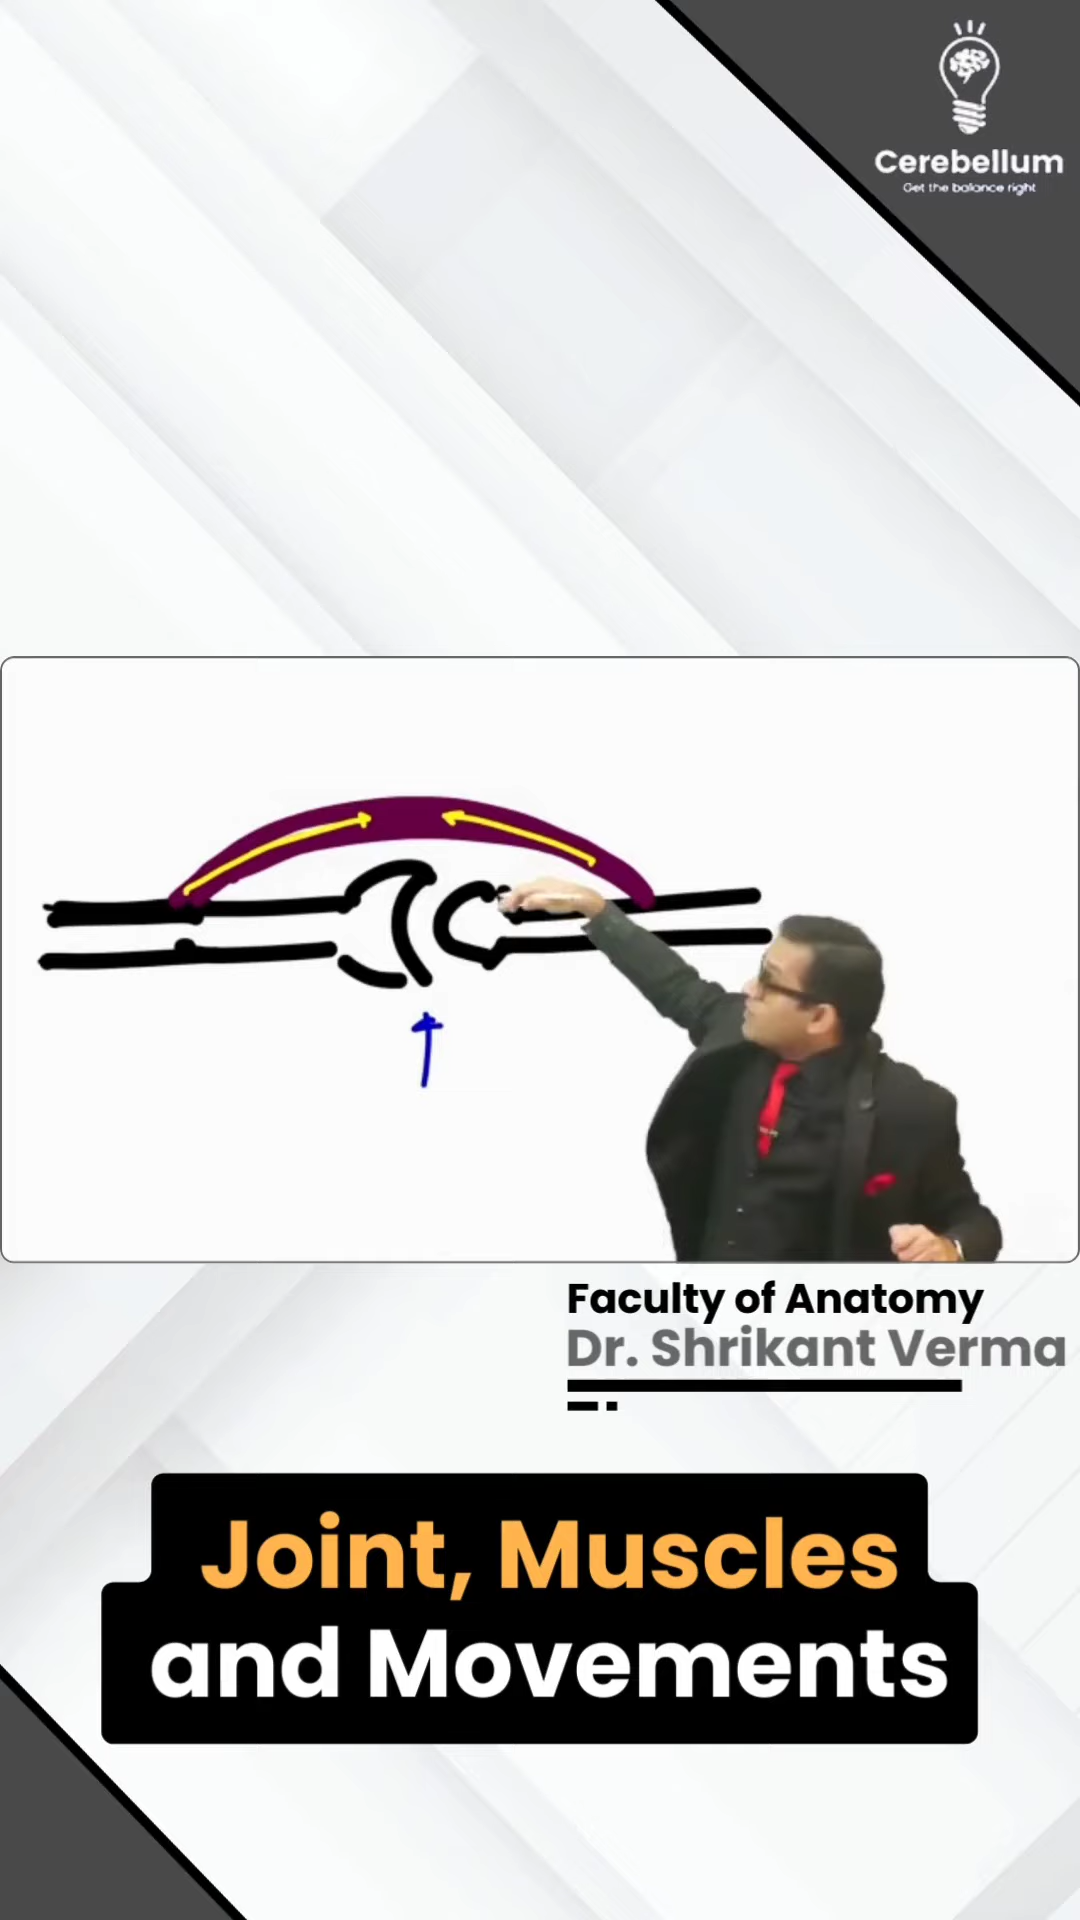 Cerebellum
Get the balance right
Faculty of Anatomy
Dr. Shrikant Verma
Joint, Muscles
and Movements